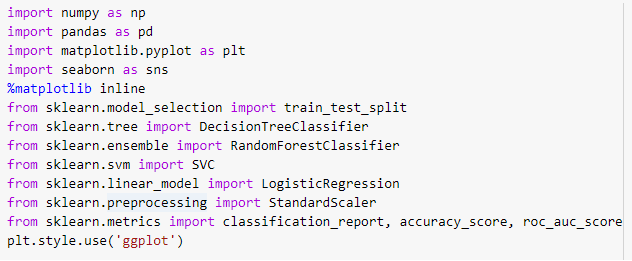 import numpy as np
import pandas as pd
import matplotlib.pyplot as plt
import seaborn as sns
%matplotlib inline
from sklearn.model_selection import train_test_split
from sklearn.tree import DecisionTreeClassifier
from sklearn.ensemble import RandomForestClassifier
from sklearn.svm import SVC
from sklearn.linear_model import LogisticRegression
from sklearn.preprocessing import StandardScaler
from sklearn.metrics import classification_report, accuracy_score, roc_auc_score
plt.style.use('ggplot')